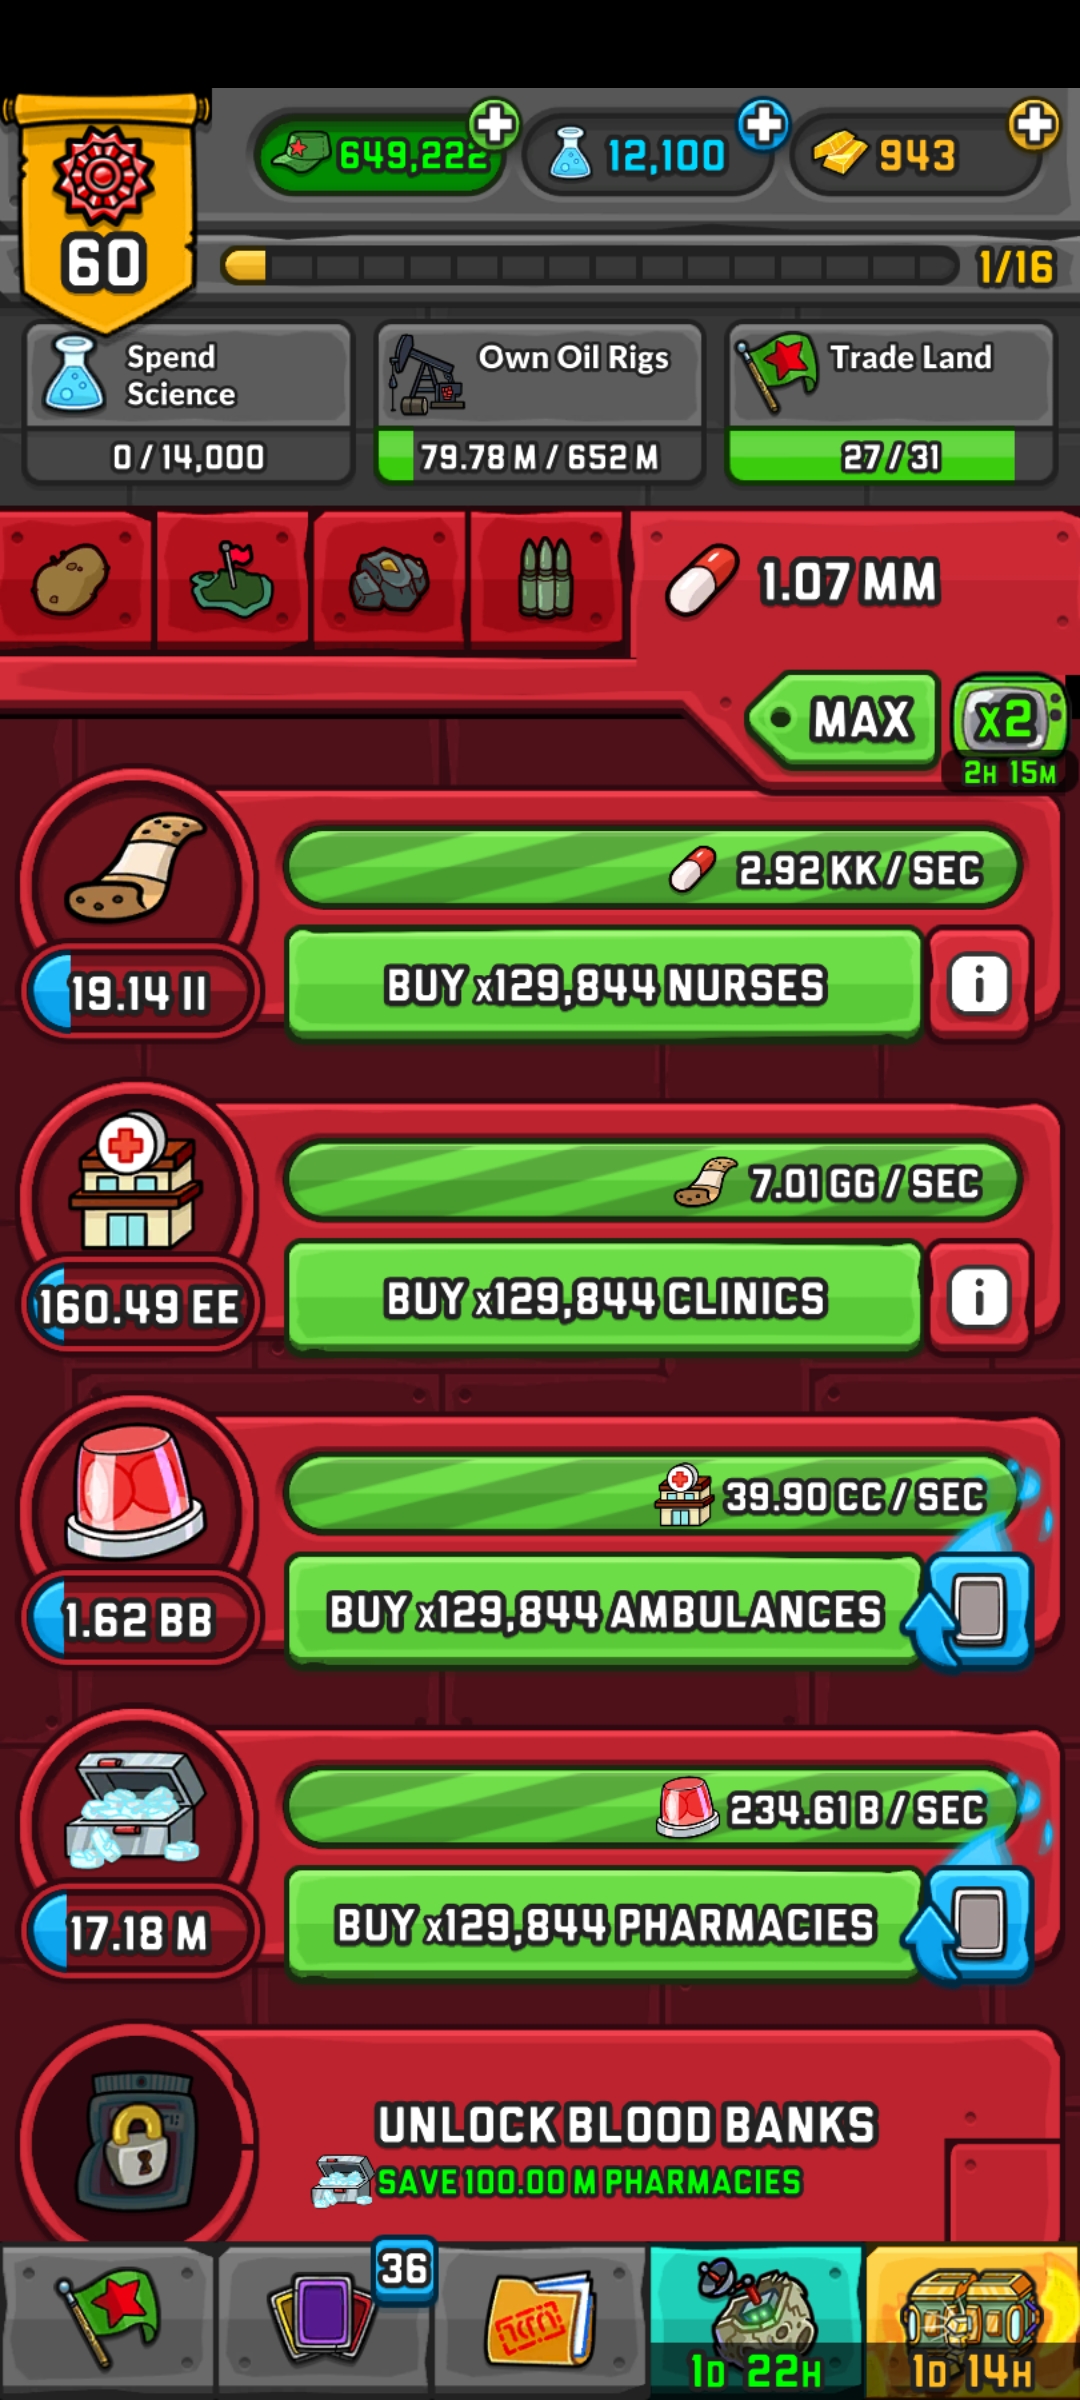 649,222
12,100
943
60
1/16
Spend
Science
0/14,000
Own Oil Rigs
79.78 M/652 M
Trade Land
27/31
1.07 MM
MAX
x2
2H 15M
2.92 KK/SEC
19.14 II
BUY x129,844 NURSES
i
7.01 GG/SEC
160.49 EE
BUY x129,844 CLINICS
i
39.90 CC/SEC
1.62 BB
BUY x129,844 AMBULANCES
234.61 B/SEC
17.18 M
BUY x129,844 PHARMACIES
UNLOCK BLOOD BANKS
SAVE 100.00 M PHARMACIES
36
1D 22H
1D 14H